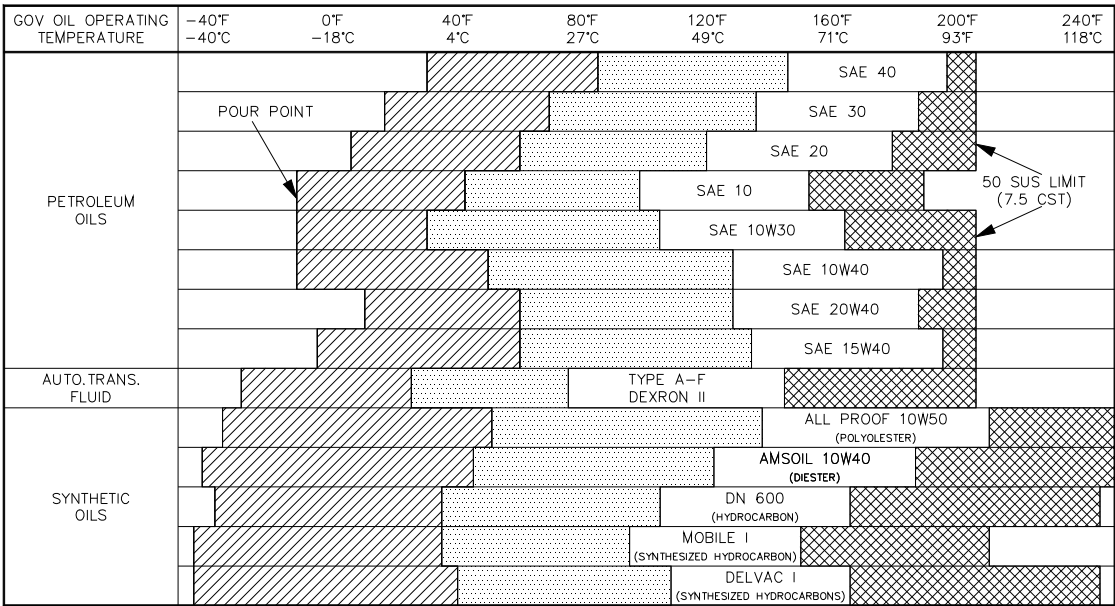 GOV OIL OPERATING TEMPERATURE
−40°F 0°F 40°F 80°F 120°F 160°F 200°F 240°F
−40°C −18°C 4°C 27°C 49°C 71°C 93°C 118°C
SAE 40
POUR POINT
SAE 30
SAE 20
50 SUS LIMIT
(7.5 CST)
PETROLEUM
OILS
SAE 10
SAE 10W30
SAE 10W40
SAE 20W40
SAE 15W40
AUTO.TRANS.
FLUID
TYPE A−F
DEXRON II
ALL PROOF 10W50
(POLYOLESTER)
AMSOIL 10W40
(DIESTER)
SYNTHETIC
OILS
DN 600
(HYDROCARBON)
MOBILE I
(SYNTHESIZED HYDROCARBON)
DELVAC I
(SYNTHESIZED HYDROCARBONS)